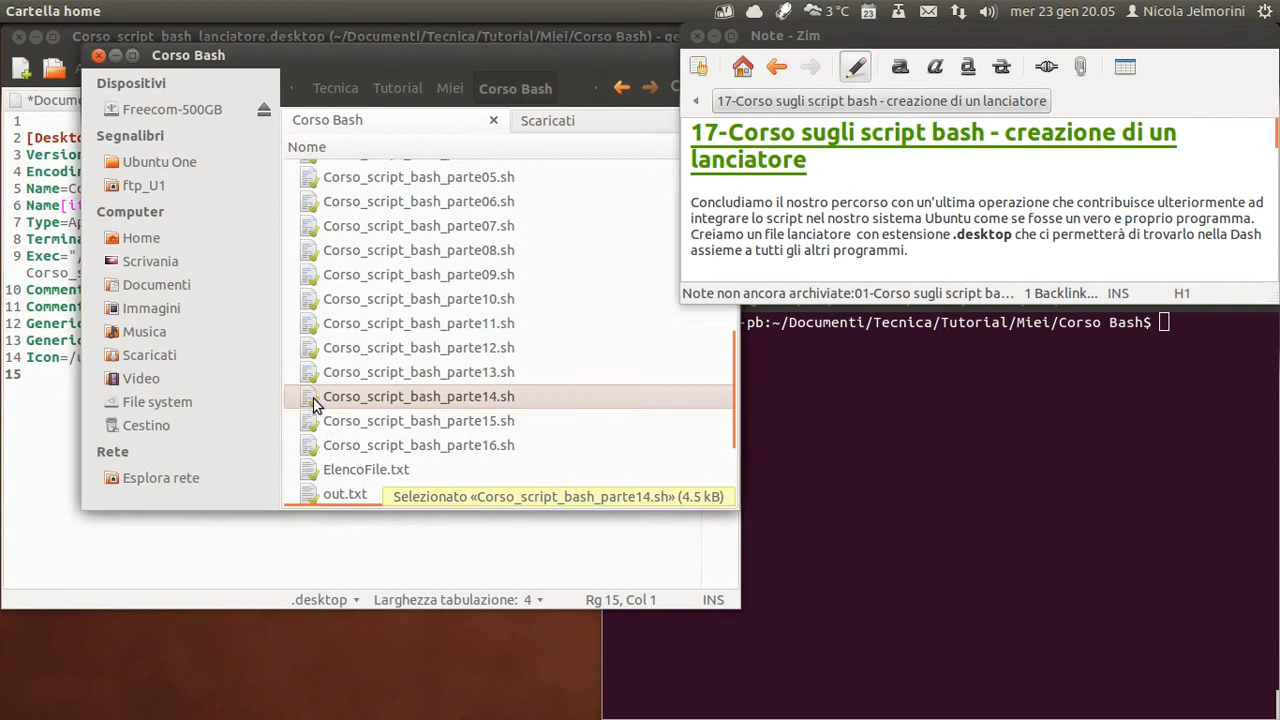 Cartella home
3 °C
mer 23 gen 20.05
Nicola Jelmorini
Corso_script_bash_lanciatore.desktop (~/Documenti/Tecnica/Tutorial/Miei/Corso Bash) - ge
*Docume
1
2 [Deskto
3 Versio
4 Encodin
5 Name=Co
6 Name[it
7 Type=Ap
8 Termina
9 Exec="/
Corso_s
10 Comment
11 Comment
12 Generic
13 Generic
14 Icon=/u
15
.desktop
Larghezza tabulazione: 4
Rg 15, Col 1
INS
Corso Bash
Dispositivi
Freecom-500GB
Segnalibri
Ubuntu One
ftp_U1
Computer
Home
Scrivania
Documenti
Immagini
Musica
Scaricati
Video
File system
Cestino
Rete
Esplora rete
Tecnica
Tutorial
Miei
Corso Bash
Corso Bash
Scaricati
Nome
Corso_script_bash_parte05.sh
Corso_script_bash_parte06.sh
Corso_script_bash_parte07.sh
Corso_script_bash_parte08.sh
Corso_script_bash_parte09.sh
Corso_script_bash_parte10.sh
Corso_script_bash_parte11.sh
Corso_script_bash_parte12.sh
Corso_script_bash_parte13.sh
Corso_script_bash_parte14.sh
Corso_script_bash_parte15.sh
Corso_script_bash_parte16.sh
ElencoFile.txt
out.txt
Selezionato «Corso_script_bash_parte14.sh» (4.5 kB)
Note - Zim
17-Corso sugli script bash - creazione di un lanciatore
17-Corso sugli script bash - creazione di un
lanciatore
Concludiamo il nostro percorso con un'ultima operazione che contribuisce ulteriormente ad
integrare lo script nel nostro sistema Ubuntu come se fosse un vero e proprio programma.
Creiamo un file lanciatore con estensione .desktop che ci permetterà di trovarlo nella Dash
assieme a tutti gli altri programmi.
Note non ancora archiviate:01-Corso sugli script ba...
1 Backlink...
INS
H1
-pb:~/Documenti/Tecnica/Tutorial/Miei/Corso Bash$